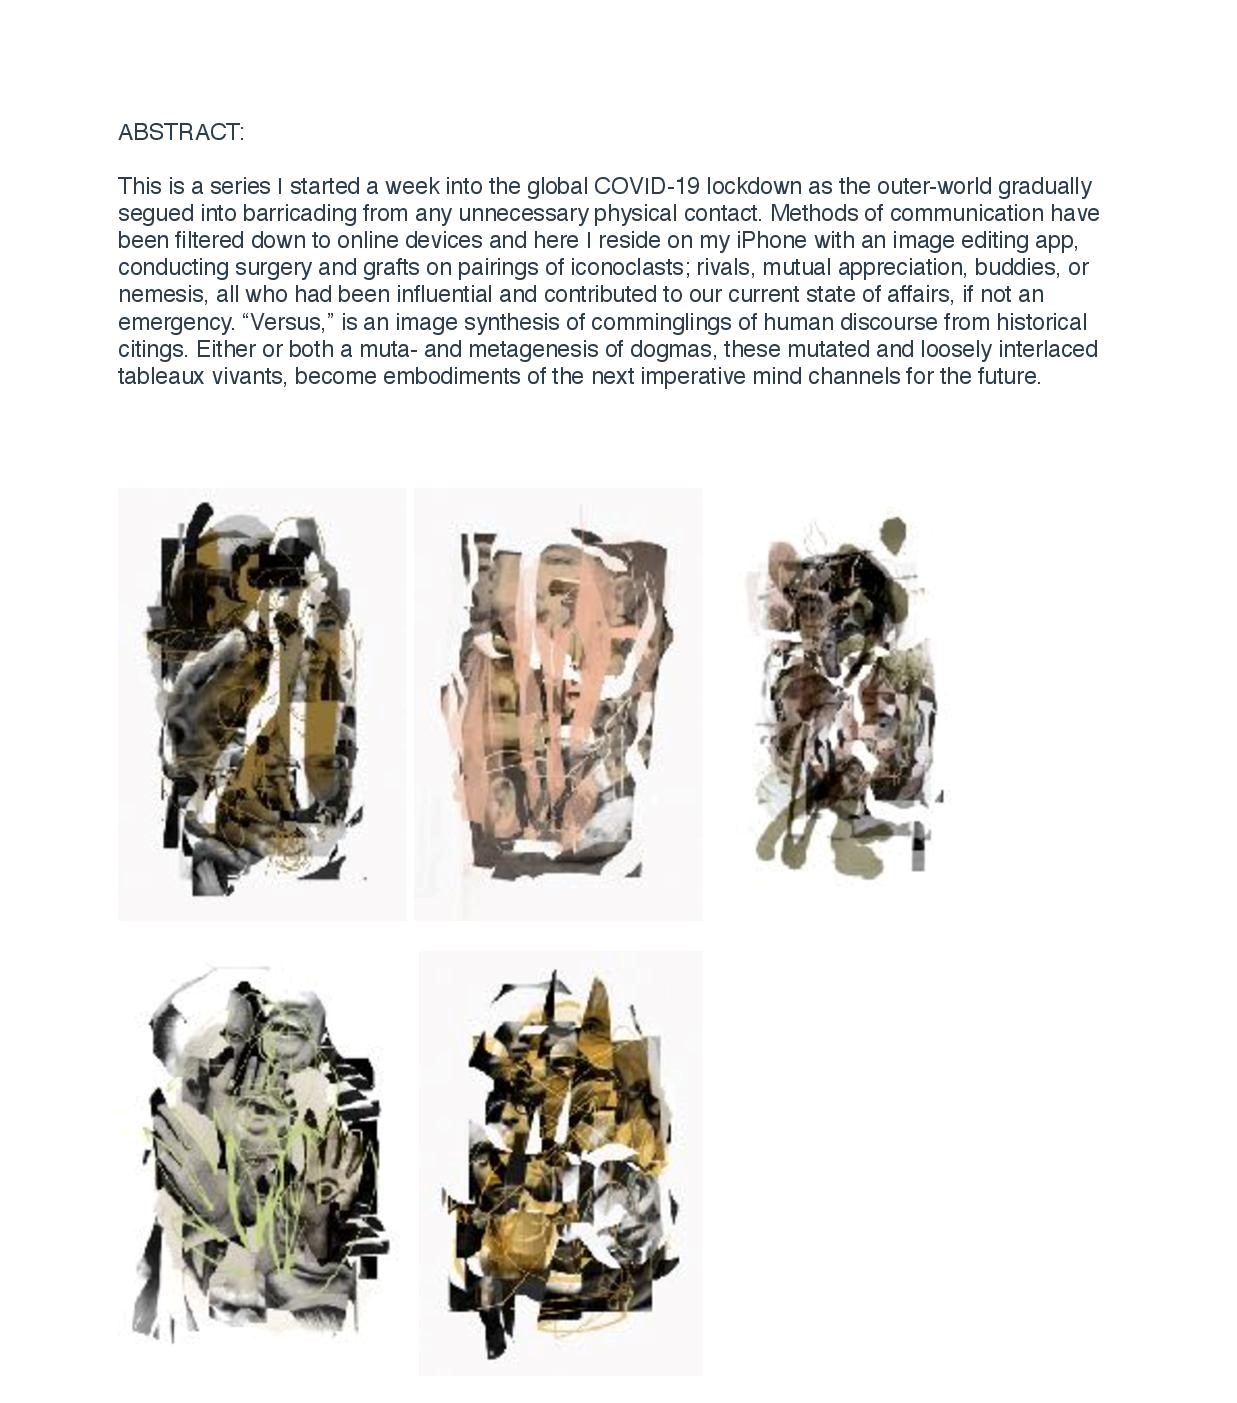 ABSTRACT:
This is a series I started a week into the global COVID-19 lockdown as the outer-world gradually
segued into barricading from any unnecessary physical contact. Methods of communication have
been filtered down to online devices and here I reside on my iPhone with an image editing app,
conducting surgery and grafts on pairings of iconoclasts; rivals, mutual appreciation, buddies, or
nemesis, all who had been influential and contributed to our current state of affairs, if not an
emergency. “Versus,” is an image synthesis of comminglings of human discourse from historical
citings. Either or both a muta- and metagenesis of dogmas, these mutated and loosely interlaced
tableaux vivants, become embodiments of the next imperative mind channels for the future.